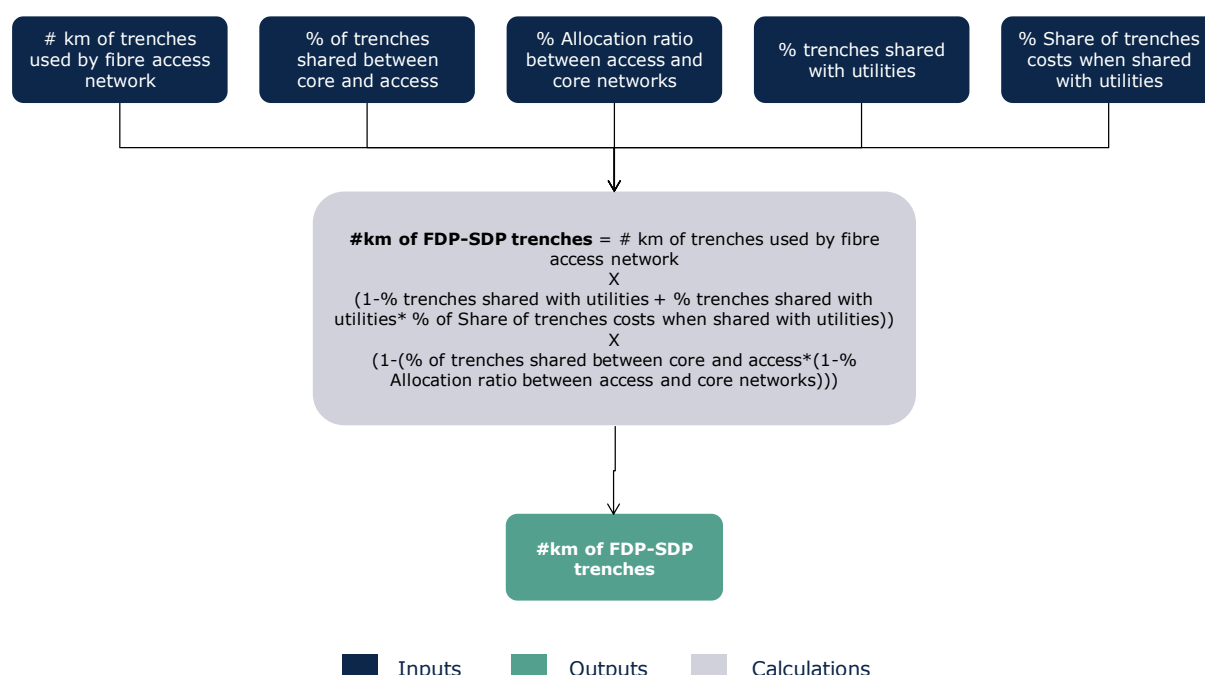 # km of trenches
used by fibre access
network
% of trenches
shared between
core and access
% Allocation ratio
between access and
core networks
% trenches shared
with utilities
% Share of trenches
costs when shared
with utilities
#km of FDP-SDP trenches = # km of trenches used by fibre
access network
X
(1-% trenches shared with utilities + % trenches shared with
utilities* % of Share of trenches costs when shared with utilities))
X
(1-(% of trenches shared between core and access*(1-%
Allocation ratio between access and core networks)))
#km of FDP-SDP
trenches
Inputs
Outputs
Calculations